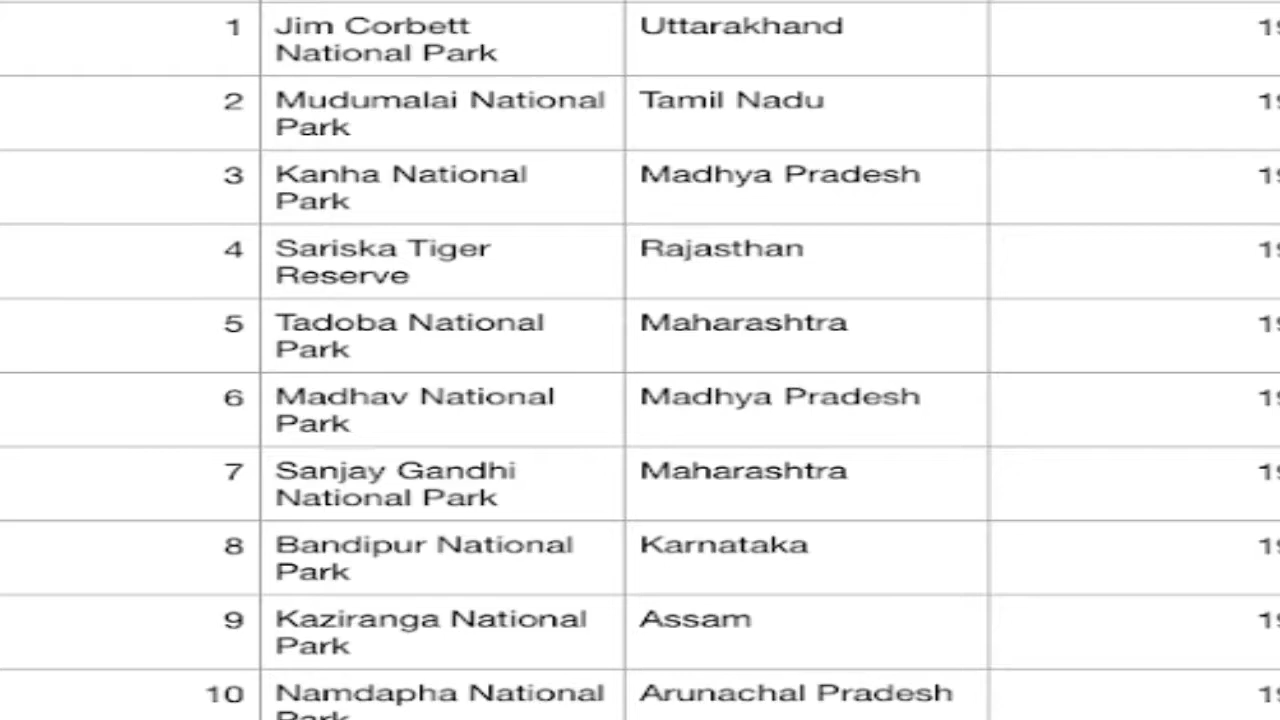 1 Jim Corbett Uttarakhand
National Park
2 Mudumalai National Tamil Nadu
Park
3 Kanha National Madhya Pradesh
Park
4 Sariska Tiger Rajasthan
Reserve
5 Tadoba National Maharashtra
Park
6 Madhav National Madhya Pradesh
Park
7 Sanjay Gandhi Maharashtra
National Park
8 Bandipur National Karnataka
Park
9 Kaziranga National Assam
Park
10 Namdapha National Arunachal Pradesh
Park